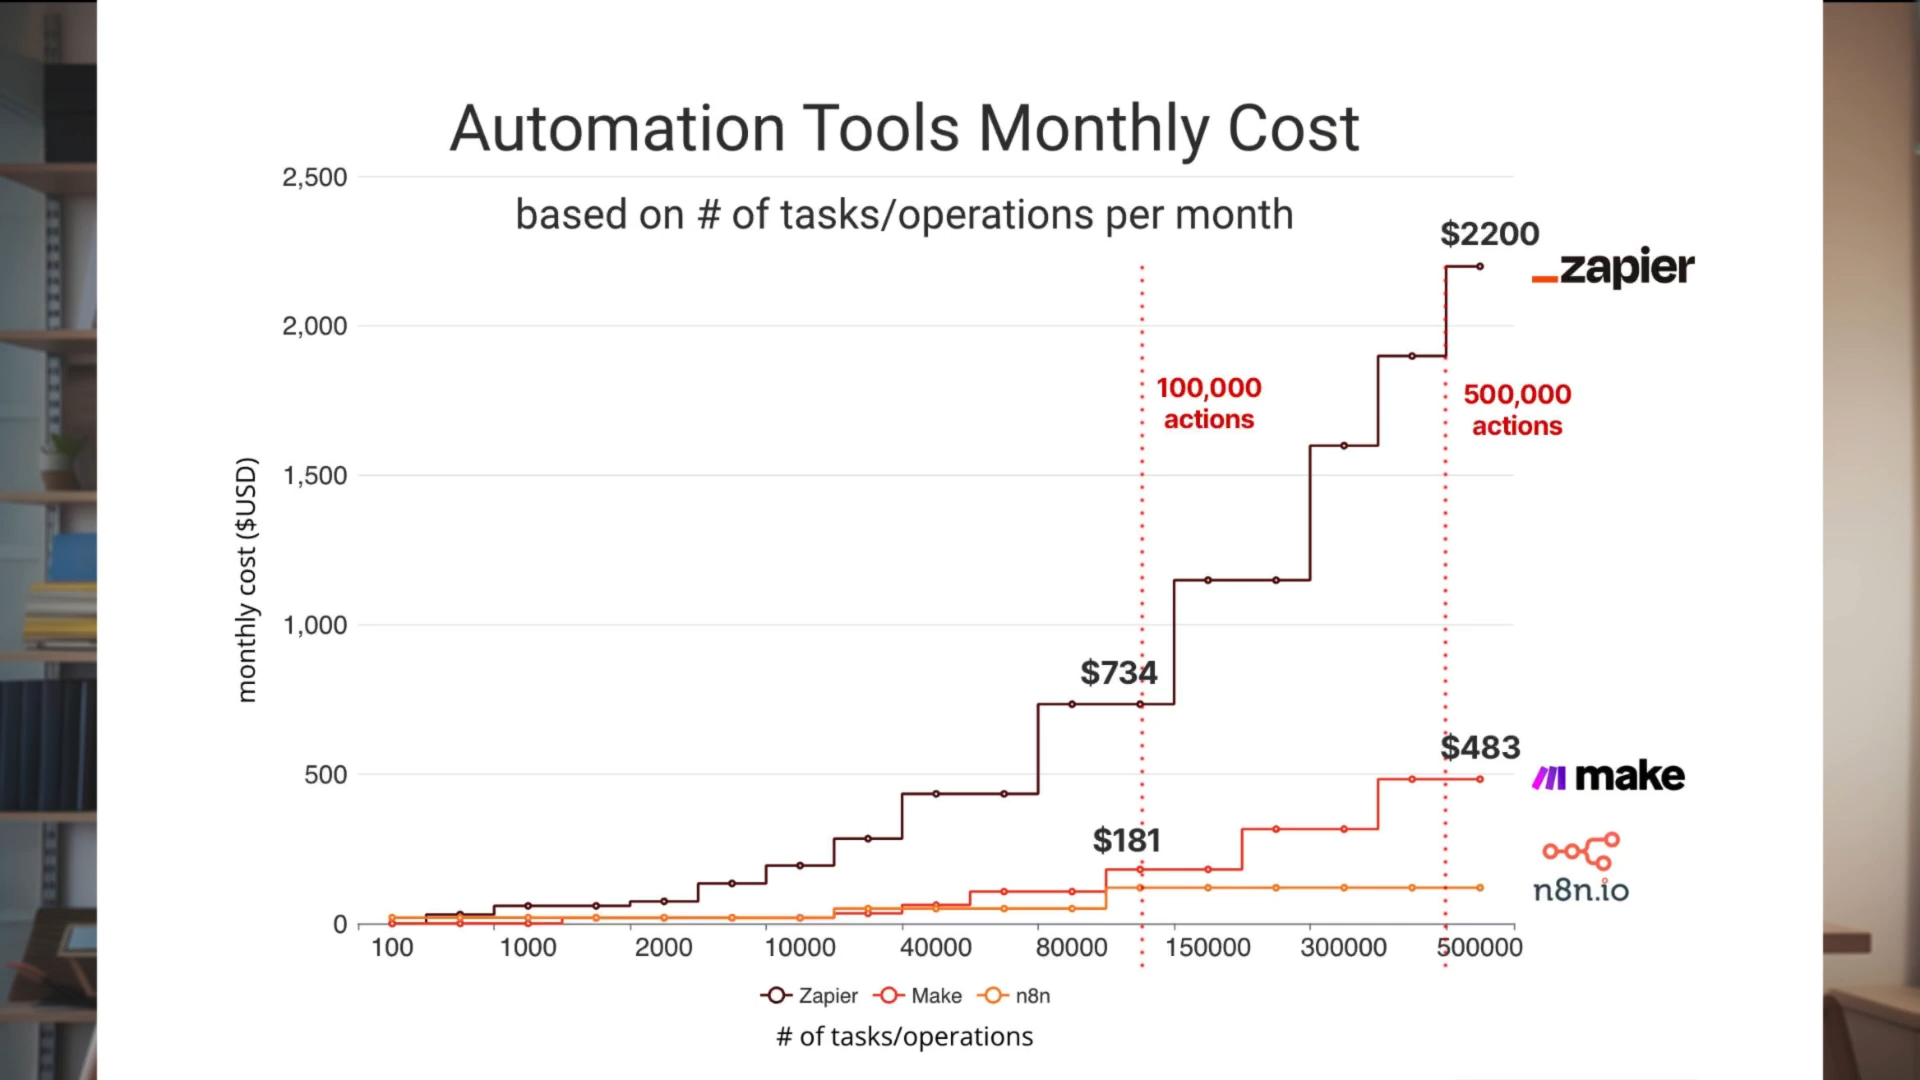 Automation Tools Monthly Cost
based on # of tasks/operations per month
2,500
2,000
1,500
1,000
500
0
monthly cost ($USD)
$2200
zapier
100,000
actions
500,000
actions
$734
$483
make
$181
n8n.io
100
1000
2000
10000
40000
80000
150000
300000
500000
Zapier
Make
n8n
# of tasks/operations